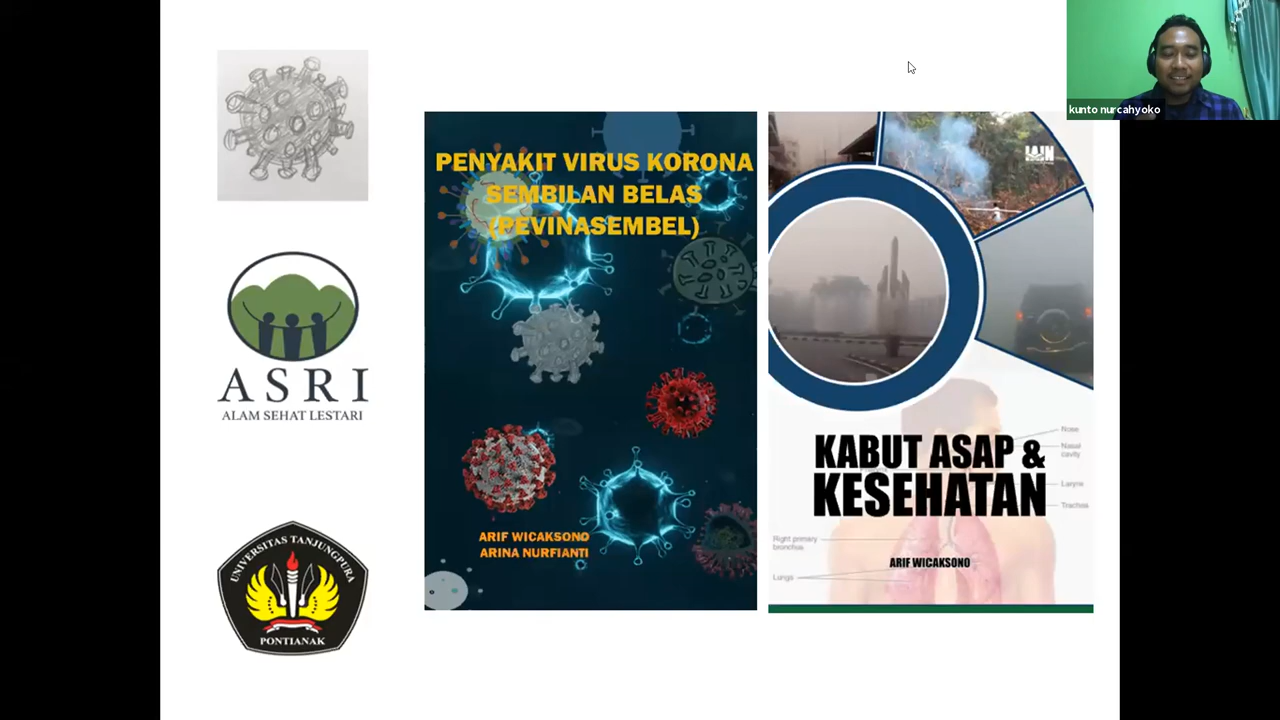 kunto nurcahyoko
ASRI
ALAM SEHAT LESTARI
UNIVERSITAS TANJUNGPURA
PONTIANAK
PENYAKIT VIRUS KORONA
SEMBILAN BELAS
(PEVINASEMBEL)
ARIF WICAKSONO
ARINA NURFIANTI
Nose
Nasal
cavity
Larynx
Trachea
KABUT ASAP &
KESEHATAN
Right primary
bronchus
Lungs
ARIF WICAKSONO